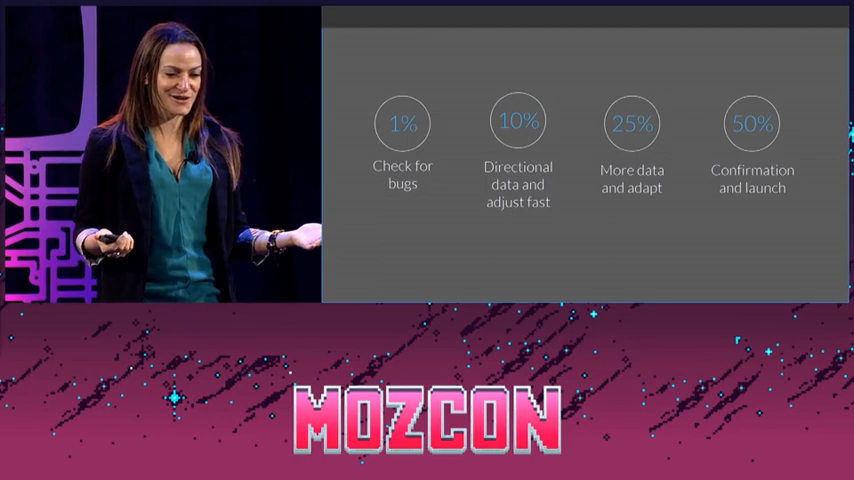 1%
Check for
bugs
10%
Directional
data and
adjust fast
25%
More data
and adapt
50%
Confirmation
and launch
MOZCON